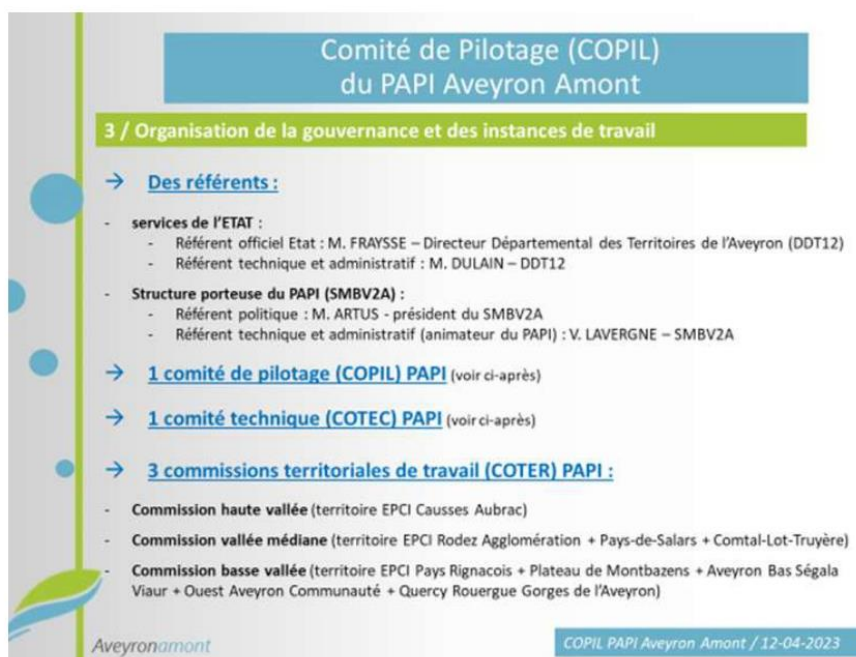 Comité de Pilotage (COPIL)
du PAPI Aveyron Amont
3 / Organisation de la gouvernance et des instances de travail
→ Des référents :
- services de l'ETAT :
- Référent officiel Etat : M. FRAYSSE – Directeur Départemental des Territoires de l'Aveyron (DDT12)
- Référent technique et administratif : M. DULAIN – DDT12
- Structure porteuse du PAPI (SMBV2A) :
- Référent politique : M. ARTUS - président du SMBV2A
- Référent technique et administratif (animateur du PAPI) : V. LAVERGNE – SMBV2A
→ 1 comité de pilotage (COPIL) PAPI (voir ci-après)
→ 1 comité technique (COTEC) PAPI (voir ci-après)
→ 3 commissions territoriales de travail (COTER) PAPI :
- Commission haute vallée (territoire EPCI Causses Aubrac)
- Commission vallée médiane (territoire EPCI Rodez Agglomération + Pays-de-Salars + Comtal-Lot-Truyère)
- Commission basse vallée (territoire EPCI Pays Rignacois + Plateau de Montbazens + Aveyron Bas Ségala
Viaur + Ouest Aveyron Communauté + Quercy Rouergue Gorges de l'Aveyron)
Aveyronamont
COPIL PAPI Aveyron Amont / 12-04-2023